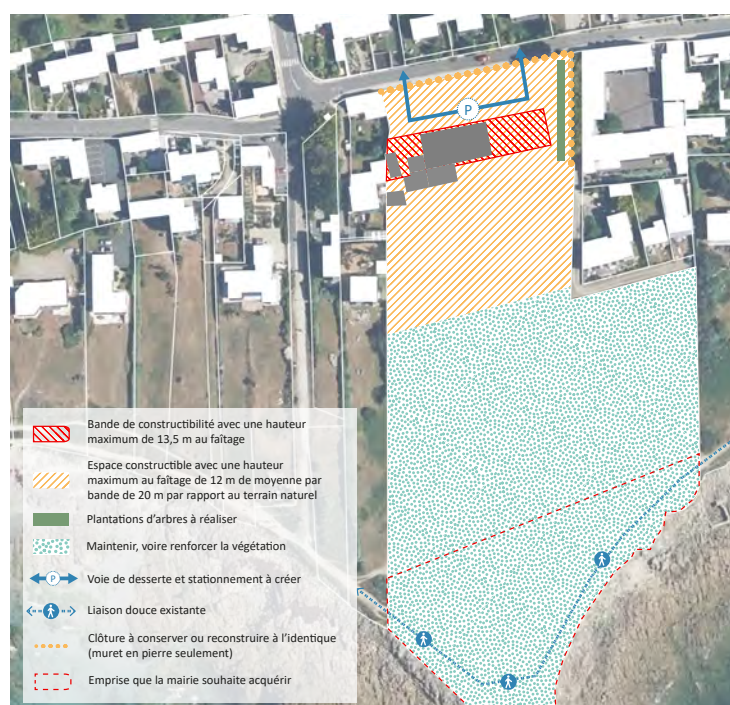 P
Bande de constructibilité avec une hauteur
maximum de 13,5 m au faîtage
Espace constructible avec une hauteur
maximum au faîtage de 12 m de moyenne par
bande de 20 m par rapport au terrain naturel
Plantations d'arbres à réaliser
Maintenir, voire renforcer la végétation
P
Voie de desserte et stationnement à créer
Liaison douce existante
Clôture à conserver ou reconstruire à l'identique
(muret en pierre seulement)
Emprise que la mairie souhaite acquérir